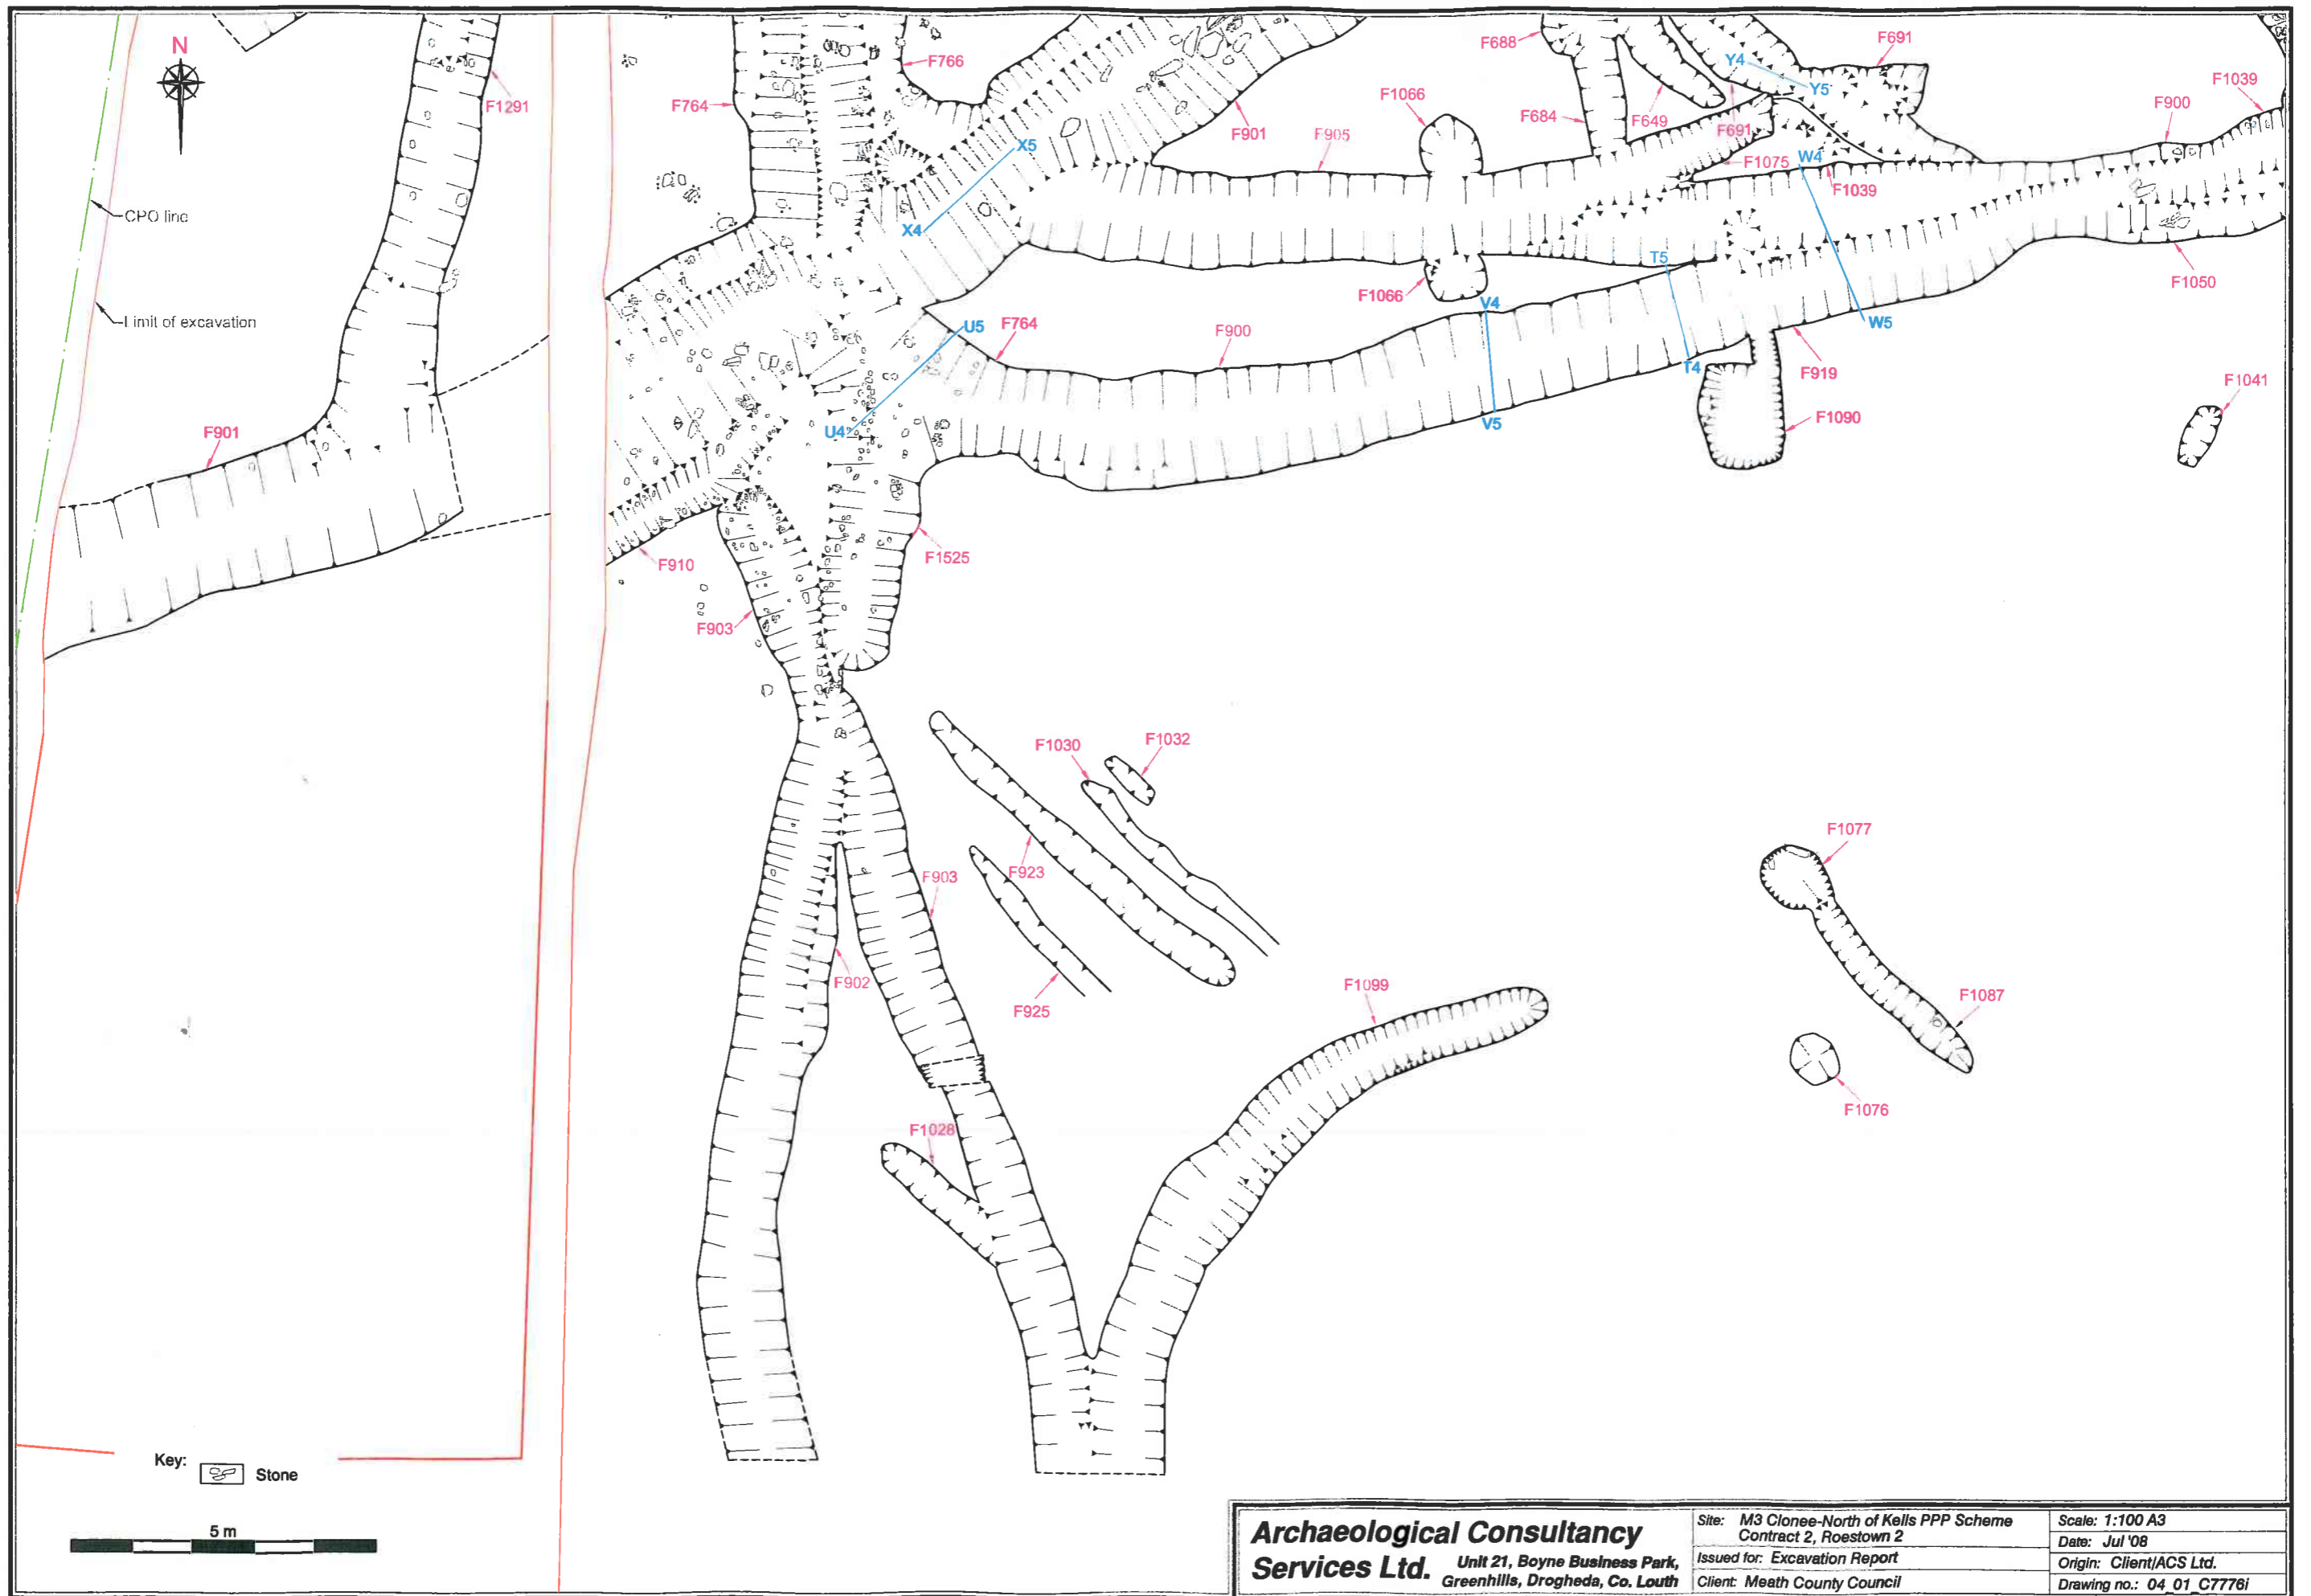 N
F1291
CPO line
Limit of excavation
F901
F764
F766
X5
X4
F901
F905
F1066
F688
F684
F649
Y4
F691
Y5
F691
F1075
W4
F1039
F900
F1039
F1050
F1066
T5
V4
U5
F764
F900
U4
V5
T4
W5
F919
F1090
F1041
F910
F903
F1525
F1030
F1032
F923
F903
F902
F925
F1099
F1028
F1077
F1087
F1076
Key:
Stone
5 m
Archaeological Consultancy
Services Ltd.
Unit 21, Boyne Business Park,
Greenhills, Drogheda, Co. Louth
Site: M3 Clonee-North of Kells PPP Scheme
Contract 2, Roestown 2
Issued for: Excavation Report
Client: Meath County Council
Scale: 1:100 A3
Date: Jul '08
Origin: Client/ACS Ltd.
Drawing no.: 04_01_C7776i